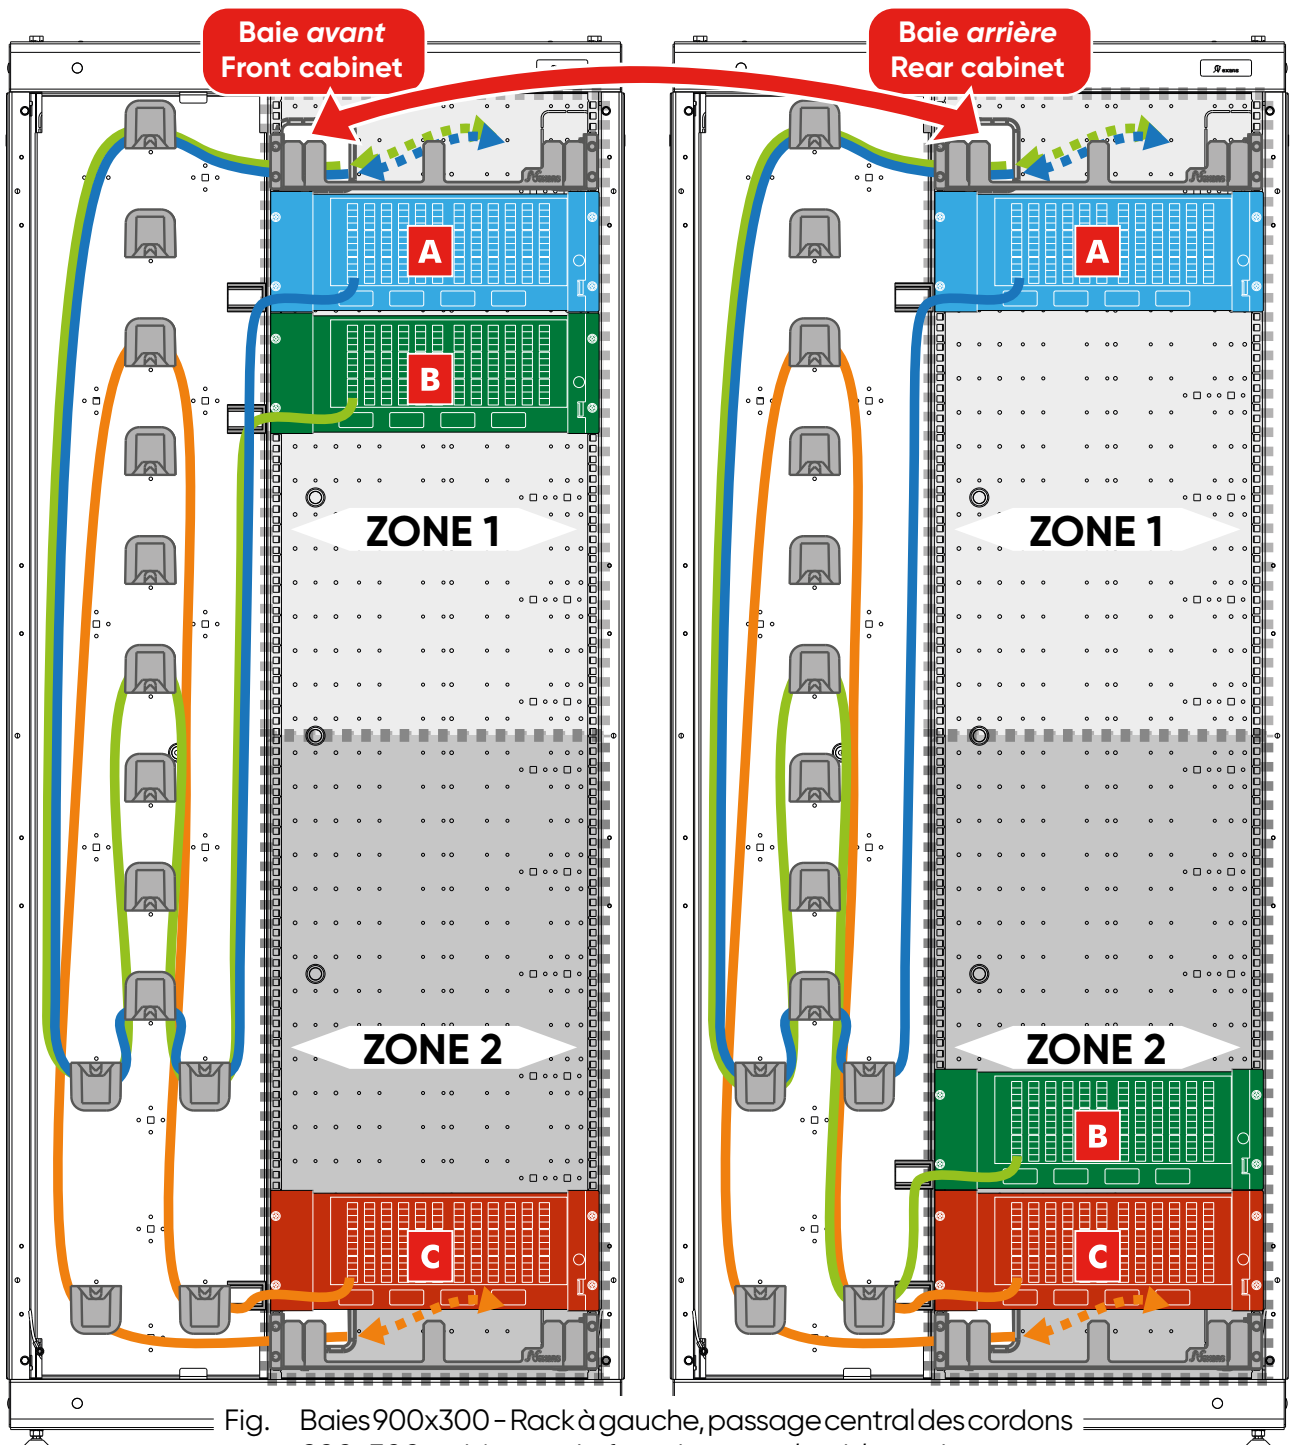 Baie avant
Front cabinet
Baie arrière
Rear cabinet
EXENS
A
A
B
ZONE 1
ZONE 1
ZONE 2
ZONE 2
B
C
C
Fig. Baies 900x300 – Rack à gauche, passage central des cordons